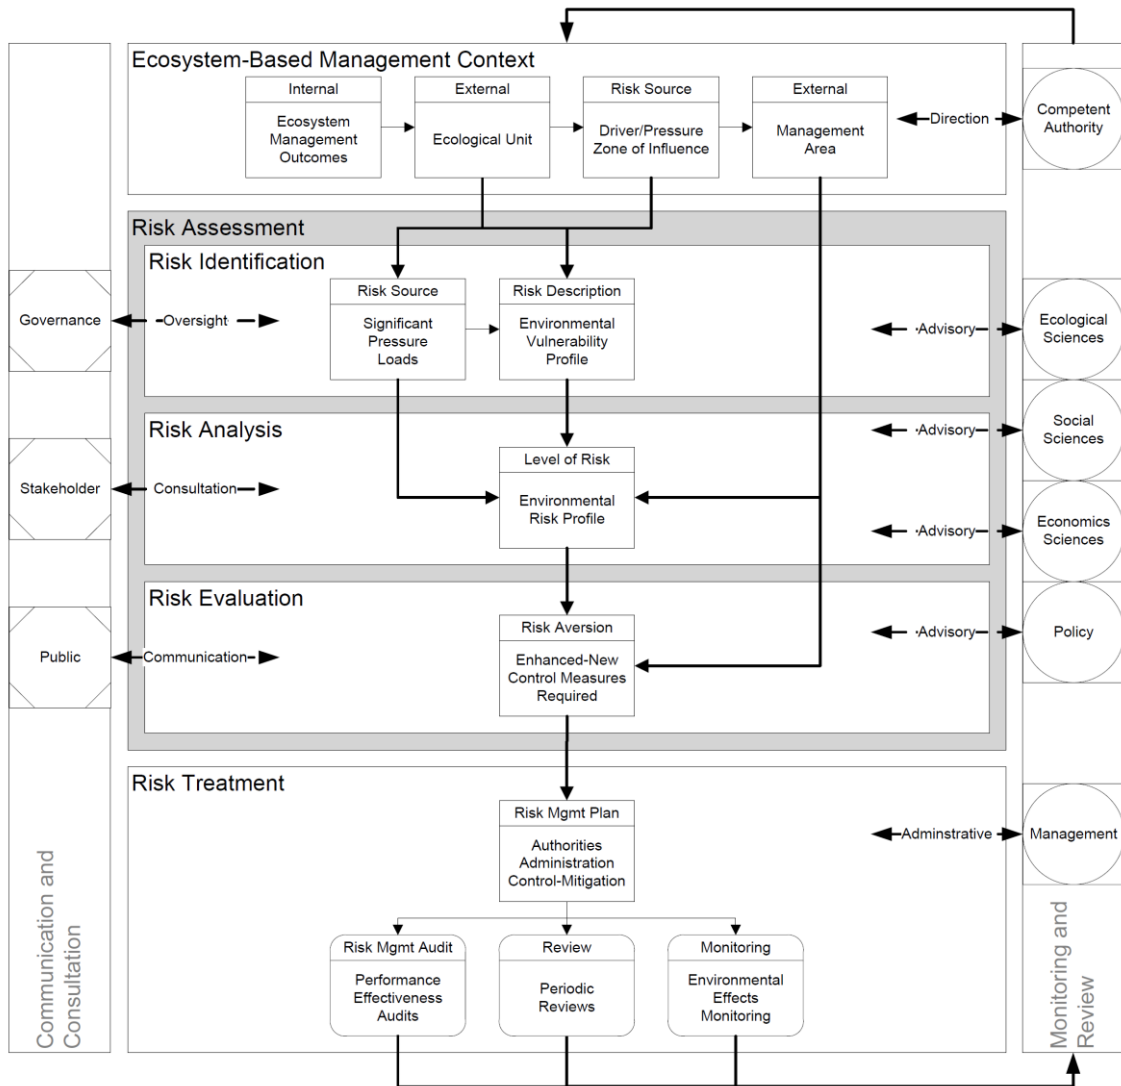 Ecosystem-Based Management Context
Internal
Ecosystem
Management
Outcomes
External
Ecological Unit
Risk Source
Driver/Pressure
Zone of Influence
External
Management
Area
Direction
Competent
Authority
Risk Assessment
Risk Identification
Risk Source
Significant
Pressure
Loads
Risk Description
Environmental
Vulnerability
Profile
Governance
Oversight
Advisory
Ecological
Sciences
Risk Analysis
Level of Risk
Environmental
Risk Profile
Stakeholder
Consultation
Advisory
Social
Sciences
Advisory
Economics
Sciences
Risk Evaluation
Risk Aversion
Enhanced-New
Control Measures
Required
Public
Communication
Advisory
Policy
Risk Treatment
Risk Mgmt Plan
Authorities
Administration
Control-Mitigation
Adminstrative
Management
Risk Mgmt Audit
Performance
Effectiveness
Audits
Review
Periodic
Reviews
Monitoring
Environmental
Effects
Monitoring
Communication and
Consultation
Monitoring and
Review